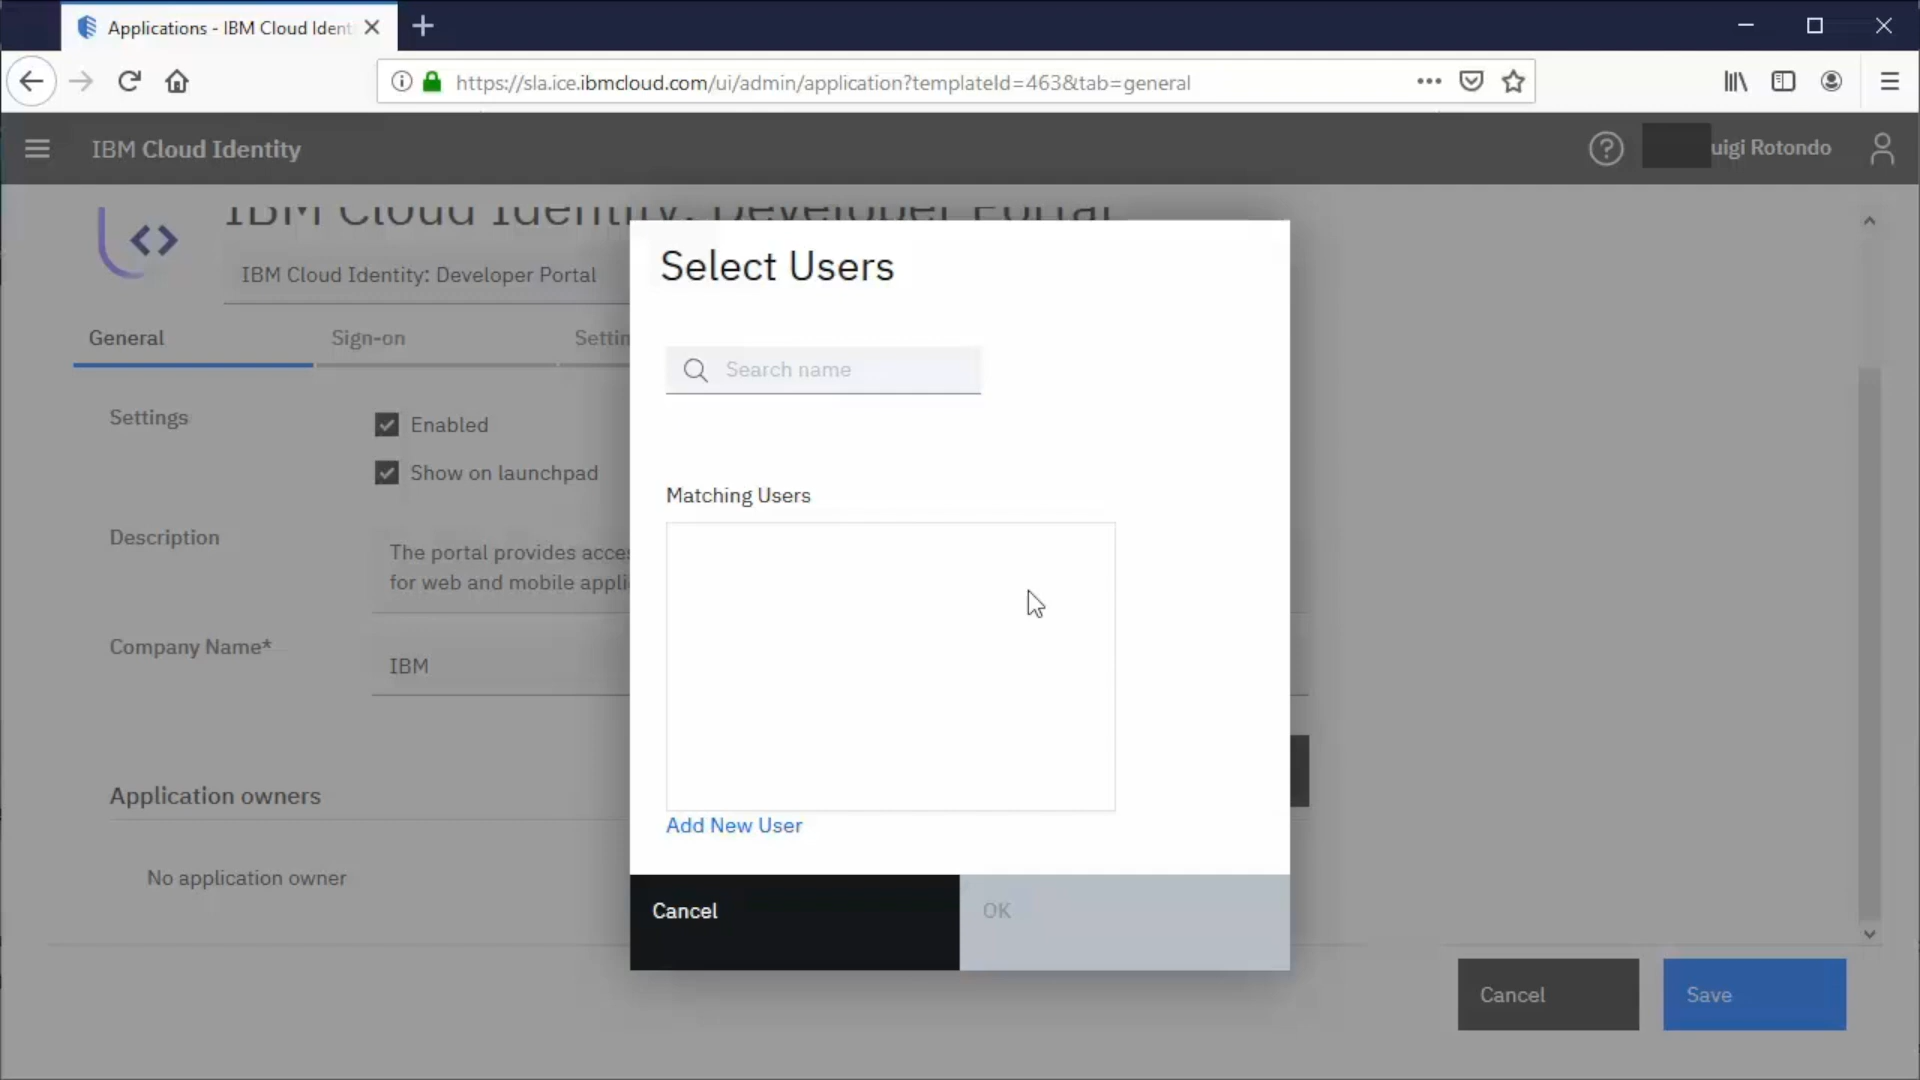 Applications - IBM Cloud Ident
https://sla.ice.ibmcloud.com/ui/admin/application?templateId=463&tab=general
IBM Cloud Identity
uigi Rotondo
IBM Cloud Identity: Developer Portal
IBM Cloud Identity: Developer Portal
General
Sign-on
Settin
Settings
Enabled
Show on launchpad
Description
The portal provides acces
for web and mobile appli
Company Name*
IBM
Application owners
No application owner
Select Users
Search name
Matching Users
Add New User
Cancel
OK
Cancel
Save